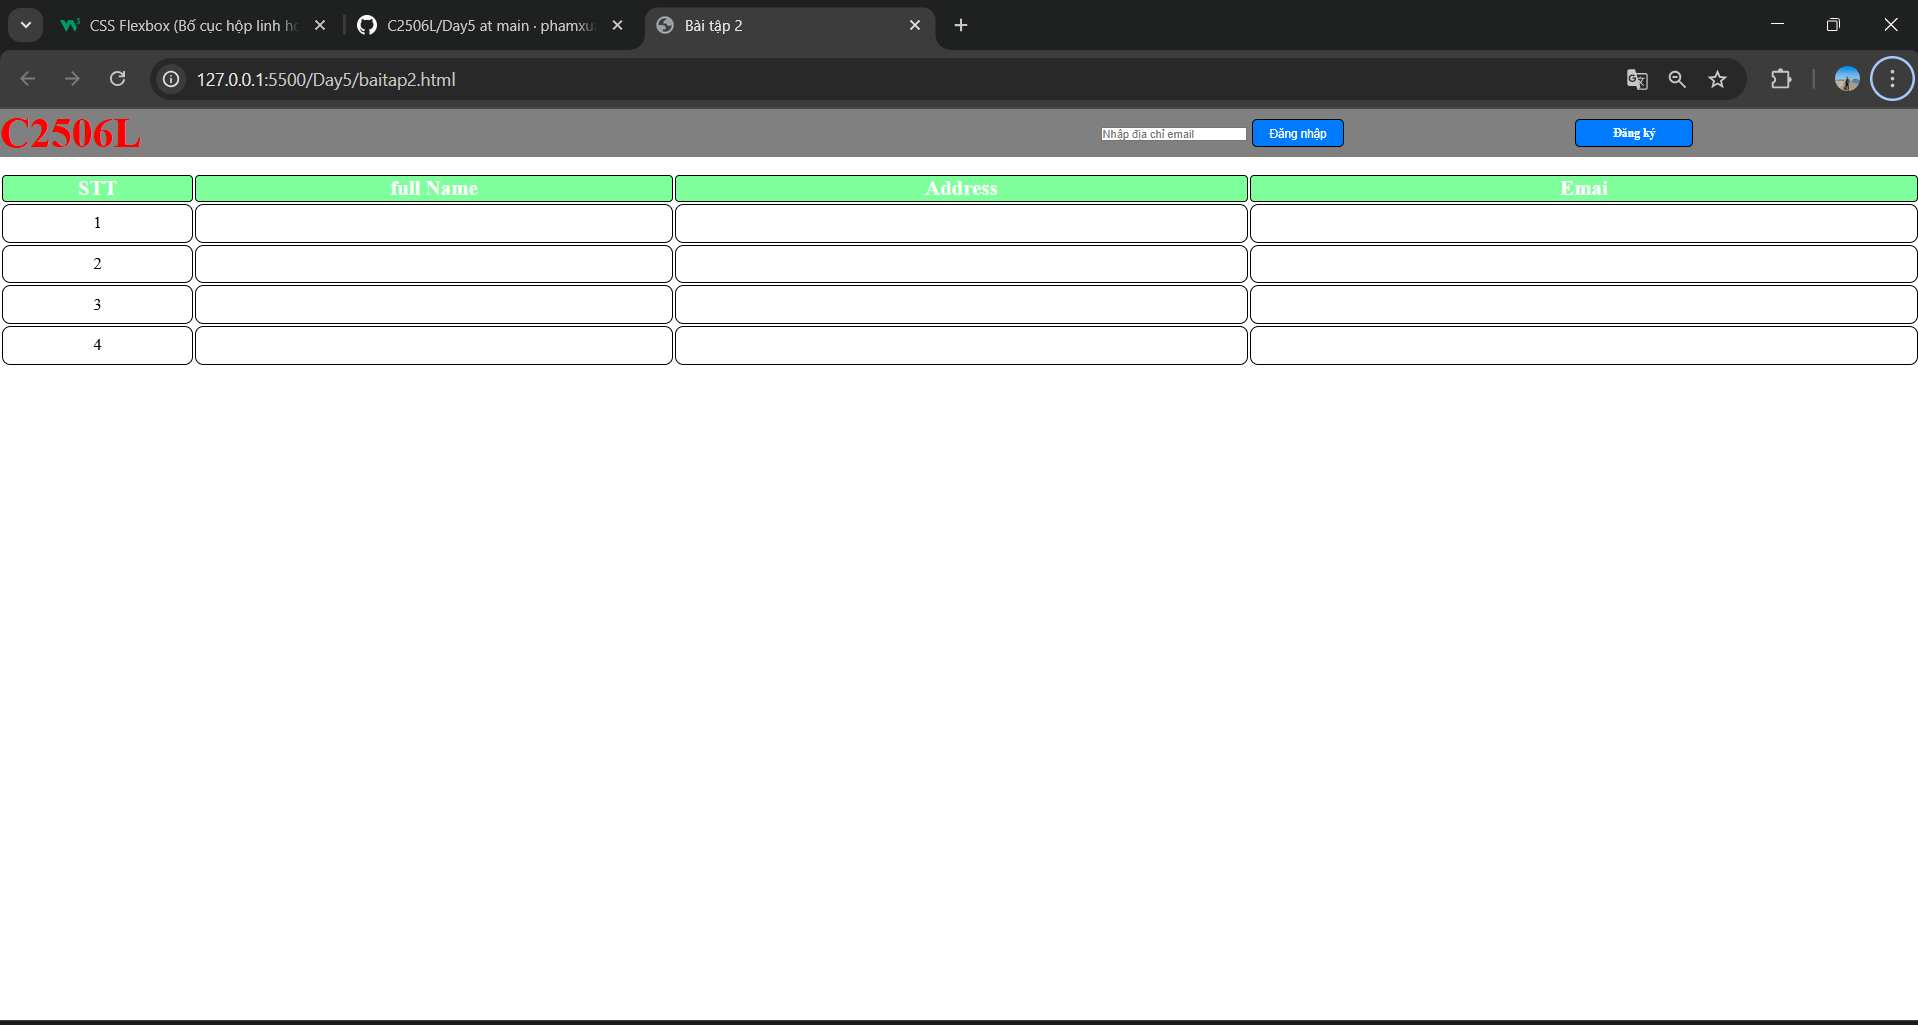 CSS Flexbox (Bố cục hộp linh hc
C2506L/Day5 at main · phamxu
Bài tập 2
127.0.0.1:5500/Day5/baitap2.html
C2506L
Nhập địa chỉ email
Đăng nhập
Đăng ký
STT full Name Address Emai
1
2
3
4